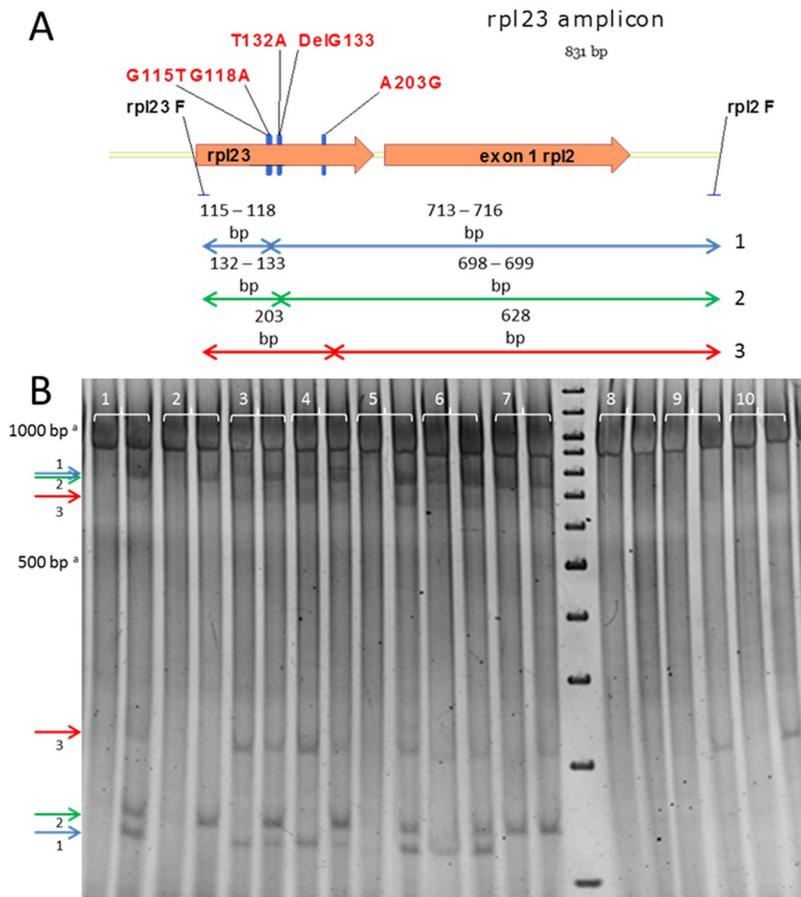 A
rpl23 amplicon
831 bp
T132A DelG133
G115T G118A
A203G
rpl23 F
rpl2 F
rpl23
exon 1 rpl2
115 – 118
713 – 716
bp
bp
1
132 – 133
698 – 699
bp
bp
2
203
628
bp
bp
3
B
1 2 3 4 5 6 7 8 9 10
1000 bp a
1
2
3
500 bp a
3
2
1